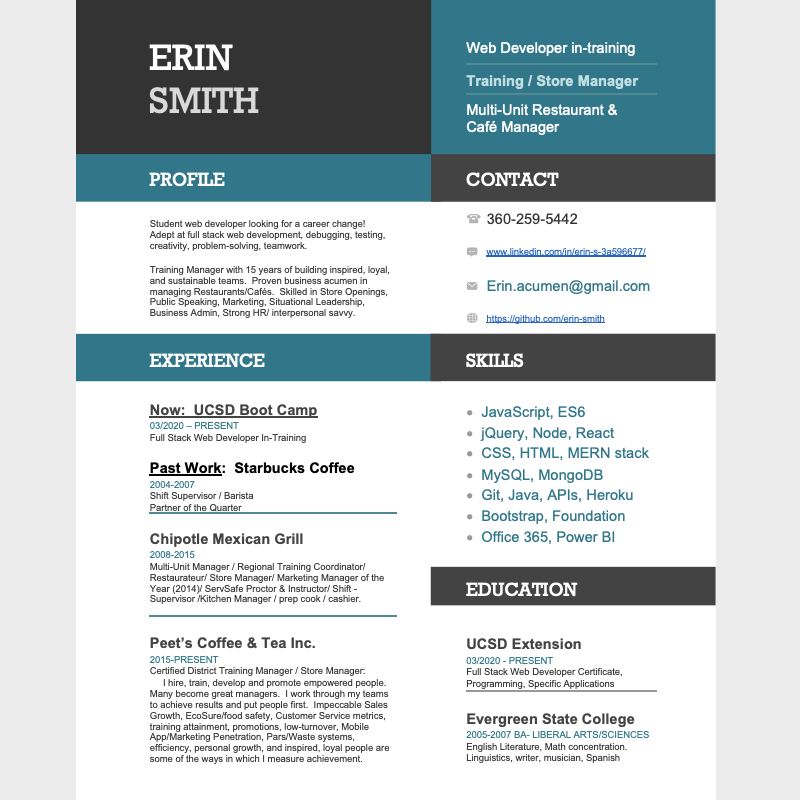 ERIN
SMITH
Web Developer in-training
Training / Store Manager
Multi-Unit Restaurant &
Café Manager
PROFILE
Student web developer looking for a career change!
Adept at full stack web development, debugging, testing,
creativity, problem-solving, teamwork.
Training Manager with 15 years of building inspired, loyal,
and sustainable teams.  Proven business acumen in
managing Restaurants/Cafés.  Skilled in Store Openings,
Public Speaking, Marketing, Situational Leadership,
Business Admin, Strong HR/ interpersonal savvy.
CONTACT
360-259-5442
www.linkedin.com/in/erin-s-3a596677/
Erin.acumen@gmail.com
https://github.com/erin-smith
EXPERIENCE
Now:  UCSD Boot Camp
03/2020 – PRESENT
Full Stack Web Developer In-Training
Past Work:  Starbucks Coffee
2004-2007
Shift Supervisor / Barista
Partner of the Quarter
Chipotle Mexican Grill
2008-2015
Multi-Unit Manager / Regional Training Coordinator/
Restaurateur/ Store Manager/ Marketing Manager of the
Year (2014)/ ServSafe Proctor & Instructor/ Shift -
Supervisor /Kitchen Manager / prep cook / cashier.
Peet's Coffee & Tea Inc.
2015-PRESENT
Certified District Training Manager / Store Manager:
I hire, train, develop and promote empowered people.
Many become great managers.  I work through my teams
to achieve results and put people first.  Impeccable Sales
Growth, EcoSure/food safety, Customer Service metrics,
training attainment, promotions, low-turnover, Mobile
App/Marketing Penetration, Pars/Waste systems,
efficiency, personal growth, and inspired, loyal people are
some of the ways in which I measure achievement.
SKILLS
JavaScript, ES6
jQuery, Node, React
CSS, HTML, MERN stack
MySQL, MongoDB
Git, Java, APIs, Heroku
Bootstrap, Foundation
Office 365, Power BI
EDUCATION
UCSD Extension
03/2020 - PRESENT
Full Stack Web Developer Certificate,
Programming, Specific Applications
Evergreen State College
2005-2007 BA- LIBERAL ARTS/SCIENCES
English Literature, Math concentration.
Linguistics, writer, musician, Spanish